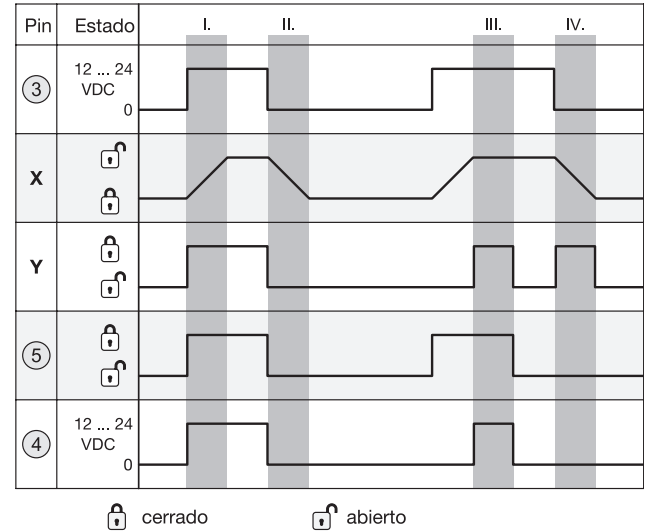 Pin Estado I. II. III. IV.
3 12 ... 24 VDC 0
X
Y
5
4 12 ... 24 VDC 0
cerrado abierto